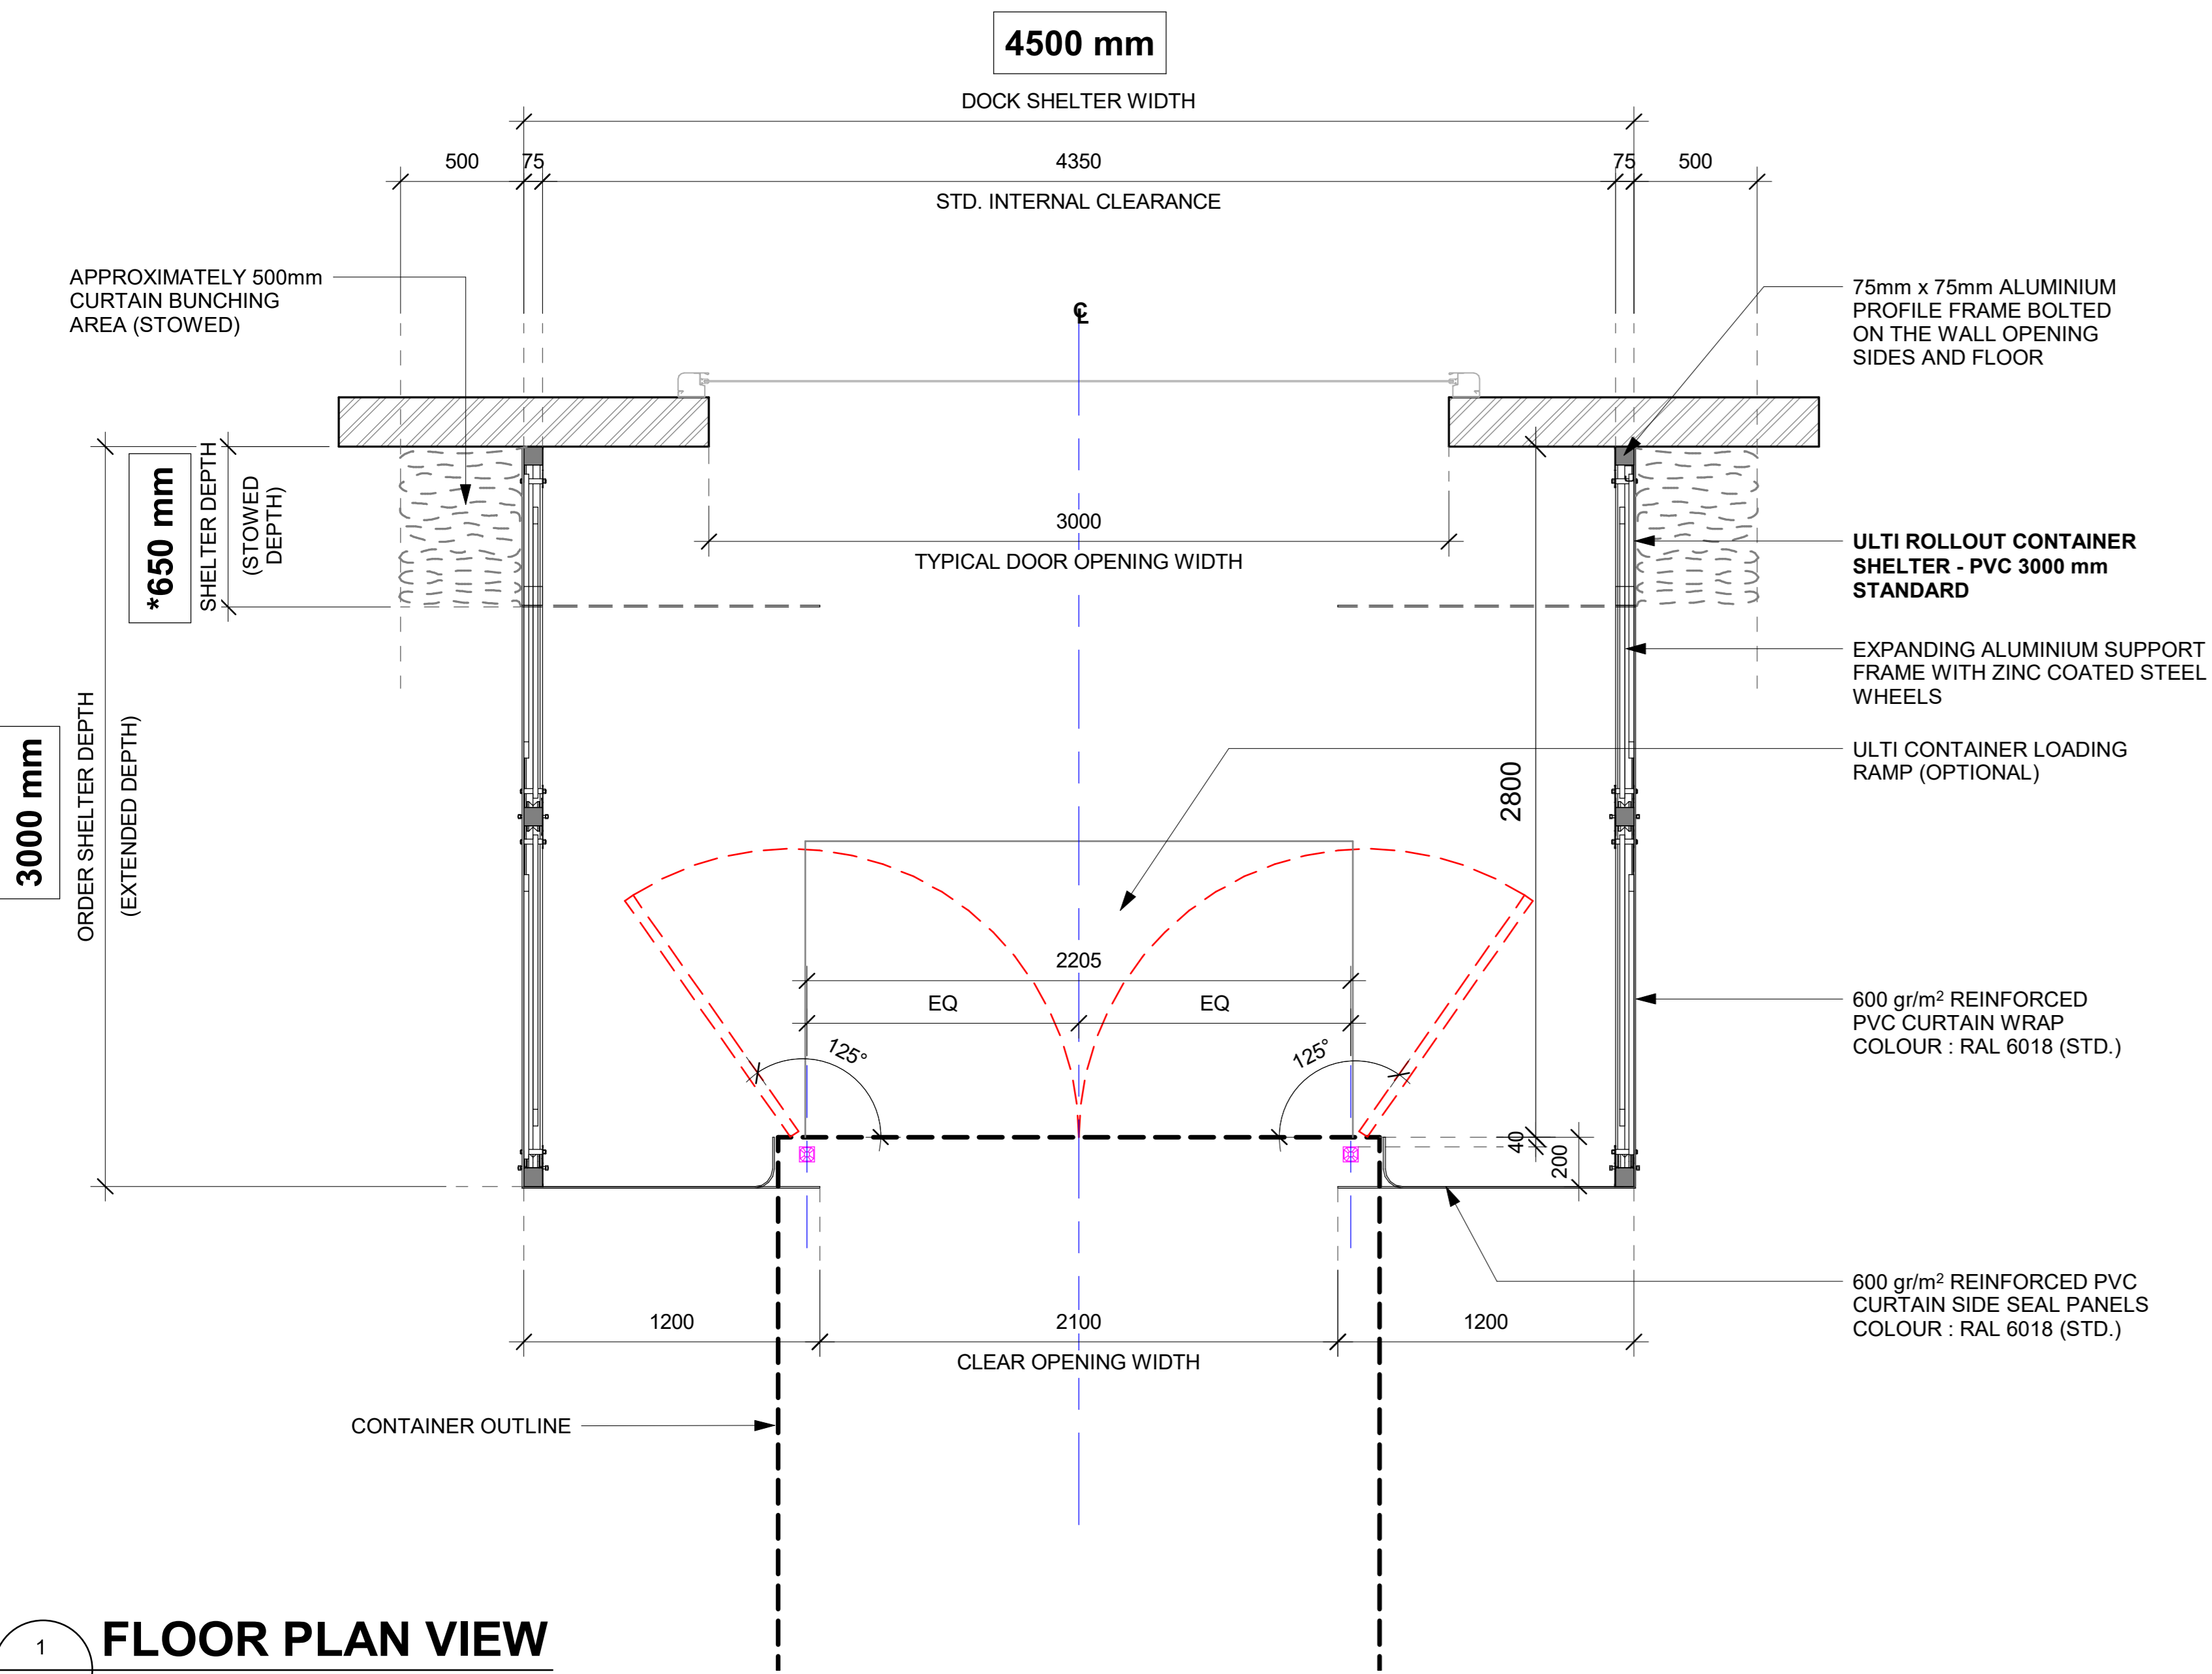 4500 mm
DOCK SHELTER WIDTH
500
75
4350
75
500
STD. INTERNAL CLEARANCE
APPROXIMATELY 500mm
CURTAIN BUNCHING
AREA (STOWED)
℄
75mm x 75mm ALUMINIUM
PROFILE FRAME BOLTED
ON THE WALL OPENING
SIDES AND FLOOR
*650 mm
SHELTER DEPTH
(STOWED
DEPTH)
3000
TYPICAL DOOR OPENING WIDTH
ULTI ROLLOUT CONTAINER
SHELTER - PVC 3000 mm
STANDARD
EXPANDING ALUMINIUM SUPPORT
FRAME WITH ZINC COATED STEEL
WHEELS
3000 mm
ORDER SHELTER DEPTH
(EXTENDED DEPTH)
ULTI CONTAINER LOADING
RAMP (OPTIONAL)
2800
2205
EQ
EQ
125°
125°
600 gr/m² REINFORCED
PVC CURTAIN WRAP
COLOUR : RAL 6018 (STD.)
40
200
600 gr/m² REINFORCED PVC
CURTAIN SIDE SEAL PANELS
COLOUR : RAL 6018 (STD.)
1200
2100
1200
CLEAR OPENING WIDTH
CONTAINER OUTLINE
1
FLOOR PLAN VIEW